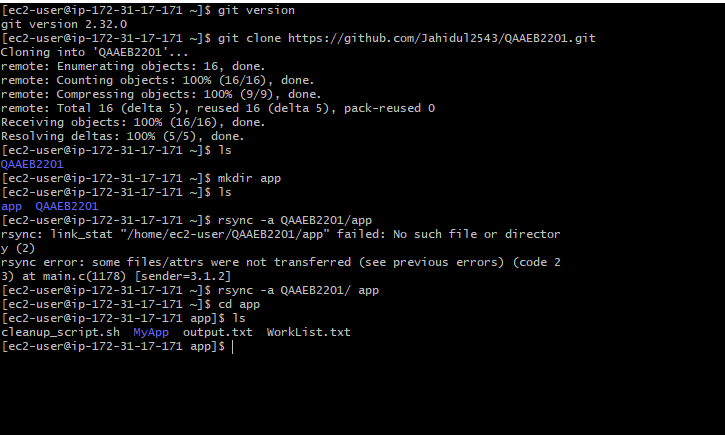 [ec2-user@ip-172-31-17-171 ~]$ git version
git version 2.32.0
[ec2-user@ip-172-31-17-171 ~]$ git clone https://github.com/Jahidul2543/QAAEB2201.git
Cloning into 'QAAEB2201'...
remote: Enumerating objects: 16, done.
remote: Counting objects: 100% (16/16), done.
remote: Compressing objects: 100% (9/9), done.
remote: Total 16 (delta 5), reused 16 (delta 5), pack-reused 0
Receiving objects: 100% (16/16), done.
Resolving deltas: 100% (5/5), done.
[ec2-user@ip-172-31-17-171 ~]$ ls
QAAEB2201
[ec2-user@ip-172-31-17-171 ~]$ mkdir app
[ec2-user@ip-172-31-17-171 ~]$ ls
app  QAAEB2201
[ec2-user@ip-172-31-17-171 ~]$ rsync -a QAAEB2201/app
rsync: link_stat "/home/ec2-user/QAAEB2201/app" failed: No such file or director
y (2)
rsync error: some files/attrs were not transferred (see previous errors) (code 2
3) at main.c(1178) [sender=3.1.2]
[ec2-user@ip-172-31-17-171 ~]$ rsync -a QAAEB2201/ app
[ec2-user@ip-172-31-17-171 ~]$ cd app
[ec2-user@ip-172-31-17-171 app]$ ls
cleanup_script.sh  MyApp  output.txt  WorkList.txt
[ec2-user@ip-172-31-17-171 app]$